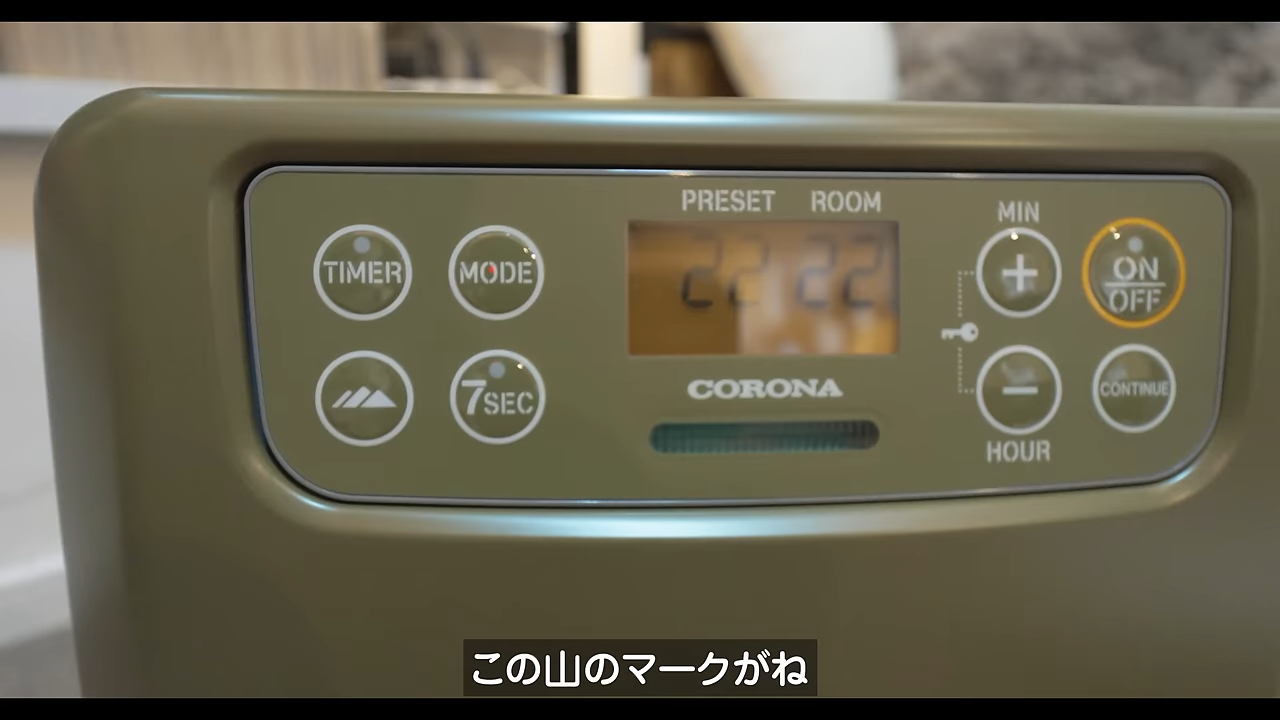 PRESET ROOM
22 22
MIN
TIMER
MODE
+
ON
OFF
7SEC
CORONA
−
CONTINUE
HOUR
この山のマークがね